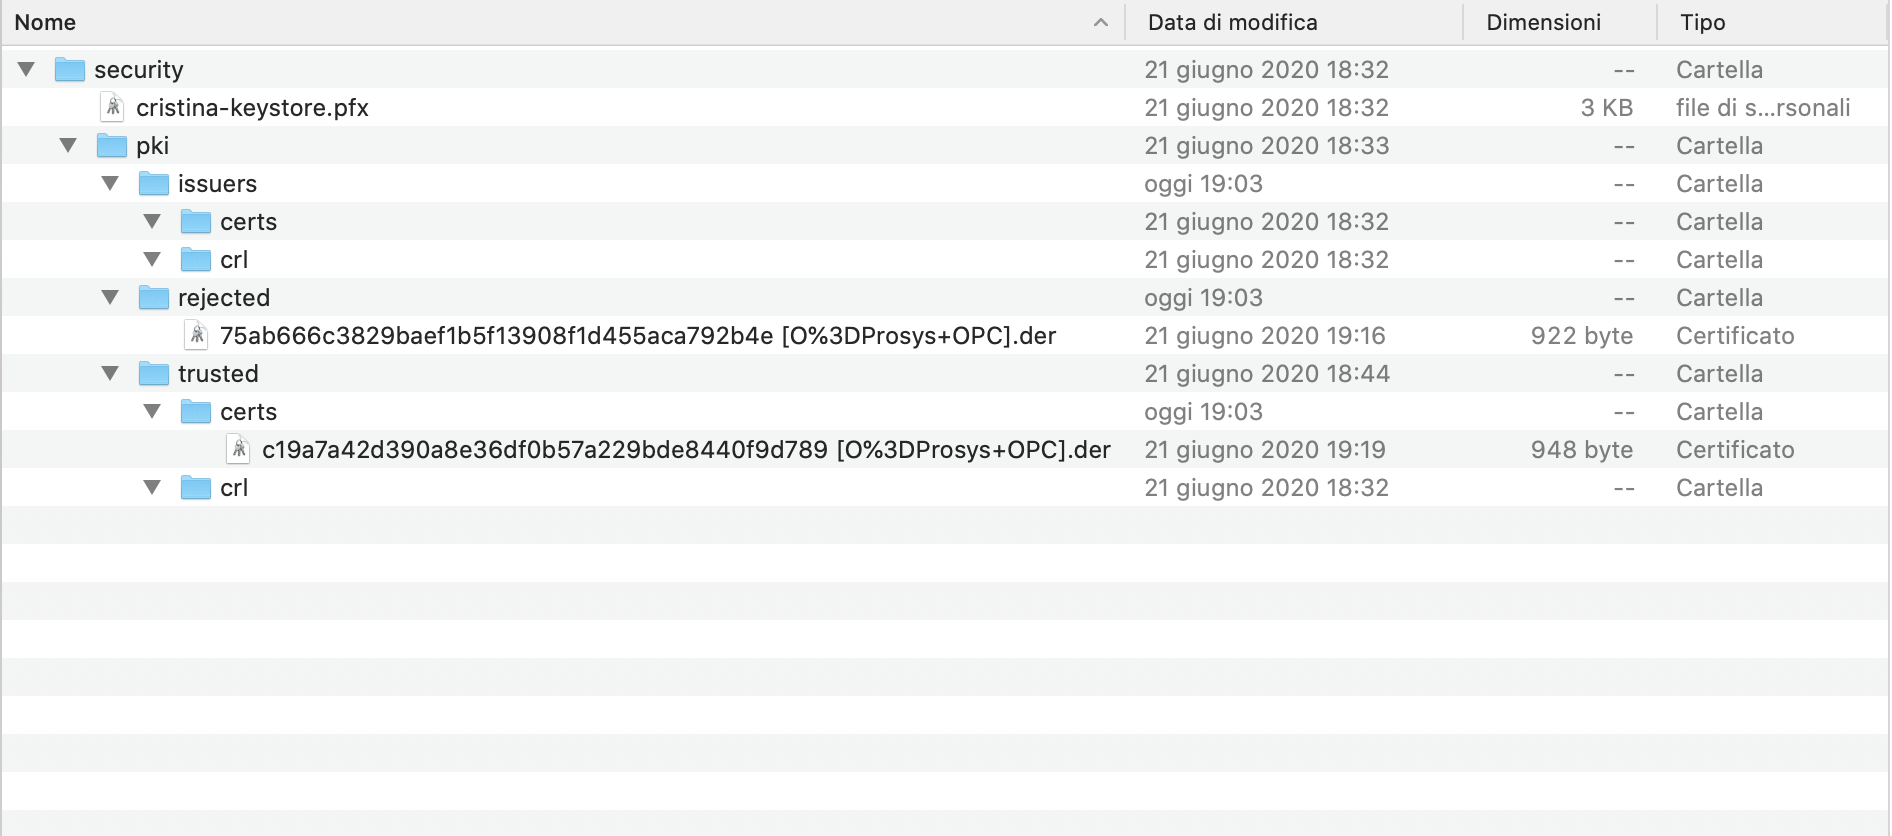 Nome Data di modifica Dimensioni Tipo
security 21 giugno 2020 18:32 -- Cartella
cristina-keystore.pfx 21 giugno 2020 18:32 3 KB file di s...rsonali
pki 21 giugno 2020 18:33 -- Cartella
issuers oggi 19:03 -- Cartella
certs 21 giugno 2020 18:32 -- Cartella
crl 21 giugno 2020 18:32 -- Cartella
rejected oggi 19:03 -- Cartella
75ab666c3829baef1b5f13908f1d455aca792b4e [O%3DProsys+OPC].der 21 giugno 2020 19:16 922 byte Certificato
trusted 21 giugno 2020 18:44 -- Cartella
certs oggi 19:03 -- Cartella
c19a7a42d390a8e36df0b57a229bde8440f9d789 [O%3DProsys+OPC].der 21 giugno 2020 19:19 948 byte Certificato
crl 21 giugno 2020 18:32 -- Cartella